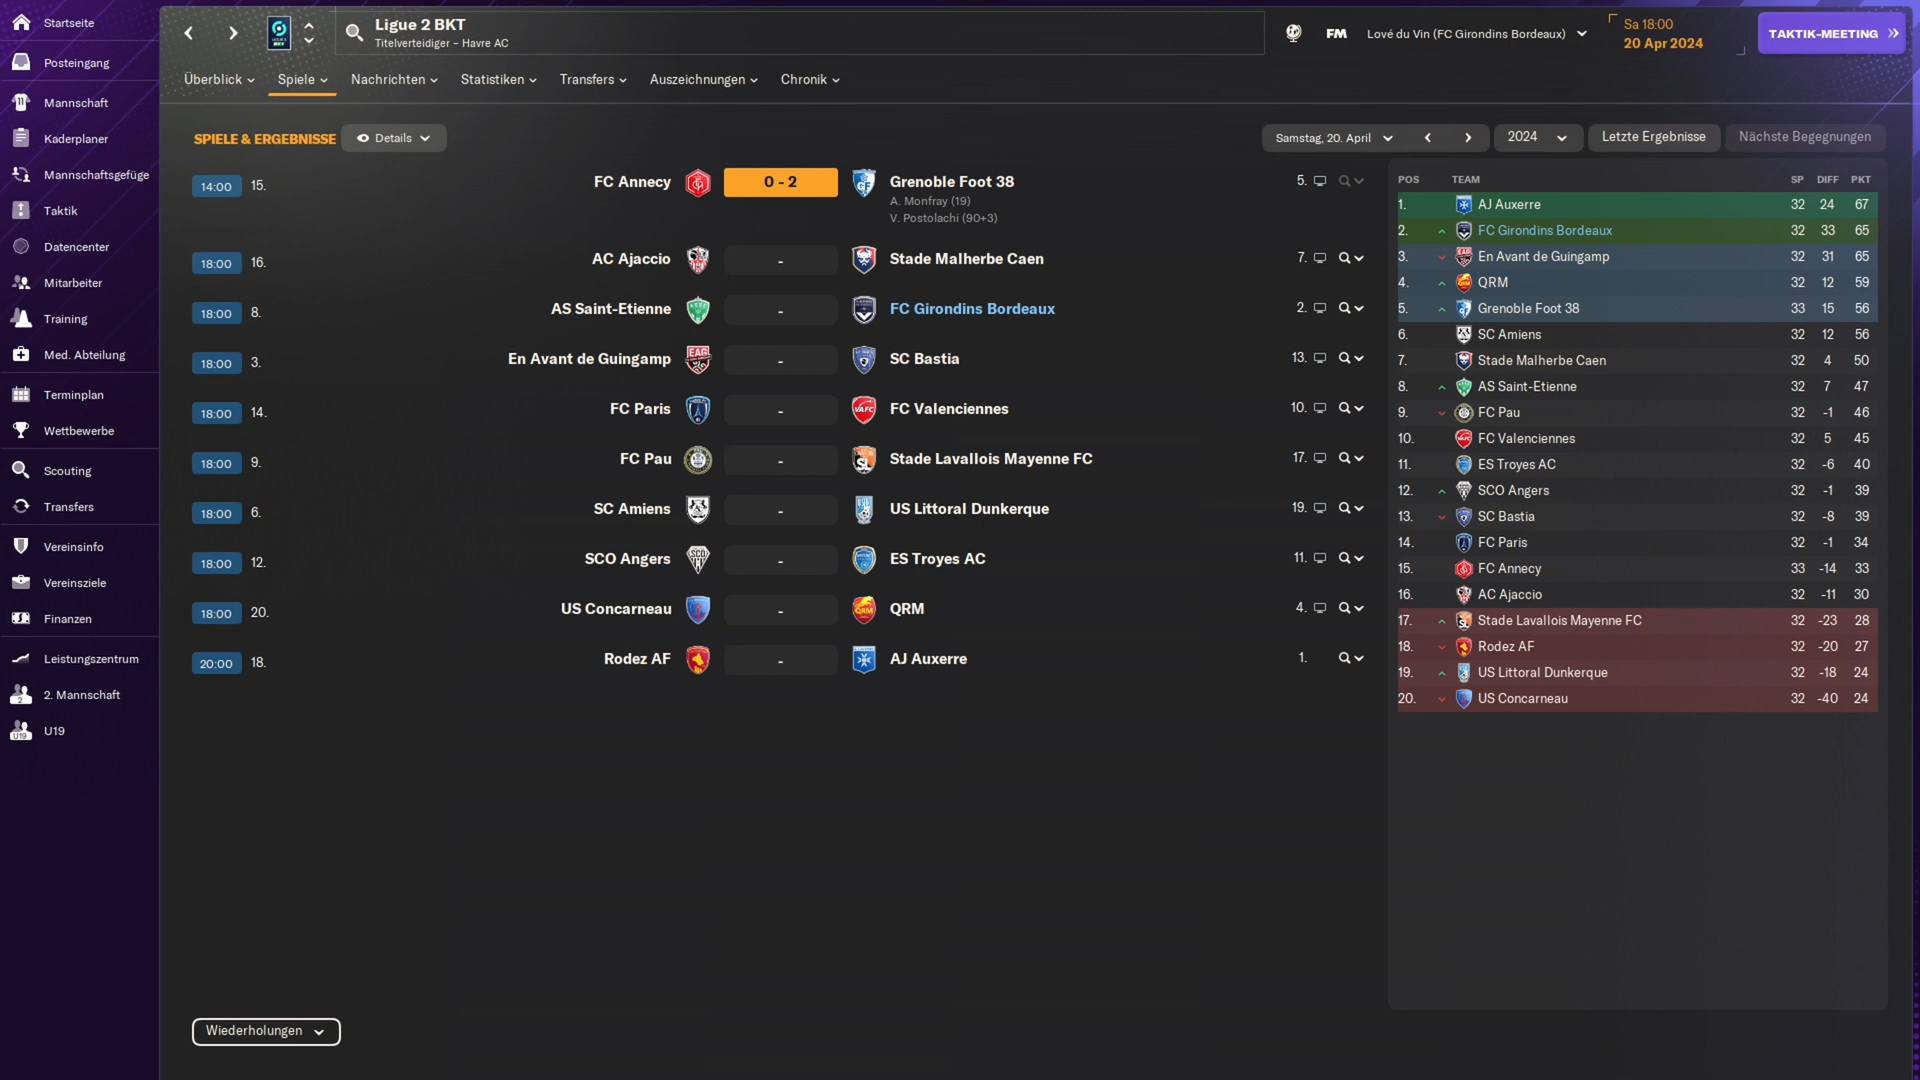 Startseite
Posteingang
Mannschaft
Kaderplaner
Mannschaftsgefüge
Taktik
Datencenter
Mitarbeiter
Training
Med. Abteilung
Terminplan
Wettbewerbe
Scouting
Transfers
Vereinsinfo
Vereinsziele
Finanzen
Leistungszentrum
2. Mannschaft
U19
Ligue 2 BKT
Titelverteidiger – Havre AC
FM
Lové du Vin (FC Girondins Bordeaux)
Sa 18:00
20 Apr 2024
TAKTIK-MEETING
Überblick Spiele Nachrichten Statistiken Transfers Auszeichnungen Chronik
SPIELE & ERGEBNISSE Details
Samstag, 20. April 2024 Letzte Ergebnisse Nächste Begegnungen
14:00 15. FC Annecy 0 - 2 Grenoble Foot 38 5.
A. Monfray (19)
V. Postolachi (90+3)
18:00 16. AC Ajaccio - Stade Malherbe Caen 7.
18:00 8. AS Saint-Etienne - FC Girondins Bordeaux 2.
18:00 3. En Avant de Guingamp - SC Bastia 13.
18:00 14. FC Paris - FC Valenciennes 10.
18:00 9. FC Pau - Stade Lavallois Mayenne FC 17.
18:00 6. SC Amiens - US Littoral Dunkerque 19.
18:00 12. SCO Angers - ES Troyes AC 11.
18:00 20. US Concarneau - QRM 4.
20:00 18. Rodez AF - AJ Auxerre 1.
POS TEAM SP DIFF PKT
1. AJ Auxerre 32 24 67
2. FC Girondins Bordeaux 32 33 65
3. En Avant de Guingamp 32 31 65
4. QRM 32 12 59
5. Grenoble Foot 38 33 15 56
6. SC Amiens 32 12 56
7. Stade Malherbe Caen 32 4 50
8. AS Saint-Etienne 32 7 47
9. FC Pau 32 -1 46
10. FC Valenciennes 32 5 45
11. ES Troyes AC 32 -6 40
12. SCO Angers 32 -1 39
13. SC Bastia 32 -8 39
14. FC Paris 32 -1 34
15. FC Annecy 33 -14 33
16. AC Ajaccio 32 -11 30
17. Stade Lavallois Mayenne FC 32 -23 28
18. Rodez AF 32 -20 27
19. US Littoral Dunkerque 32 -18 24
20. US Concarneau 32 -40 24
Wiederholungen